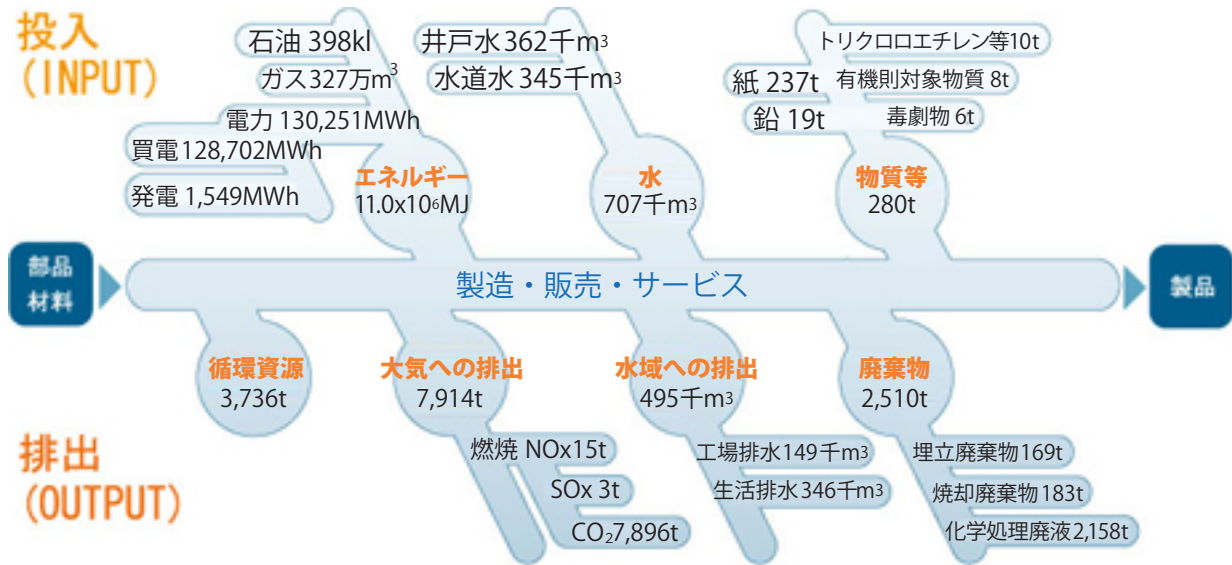 投入
(INPUT)
石油 398kl
ガス327万m³
電力 130,251MWh
買電128,702MWh
発電 1,549MWh
エネルギー
11.0x10⁶MJ
井戸水362千m³
水道水 345千m³
水
707千m³
トリクロロエチレン等10t
紙 237t
有機則対象物質 8t
鉛 19t
毒劇物 6t
物質等
280t
部品
材料
製造・販売・サービス
製品
循環資源
3,736t
大気への排出
7,914t
水域への排出
495千m³
廃棄物
2,510t
排出
(OUTPUT)
燃焼 NOx15t
SOx 3t
CO₂7,896t
工場排水149千m³
生活排水346千m³
埋立廃棄物169t
焼却廃棄物183t
化学処理廃液2,158t